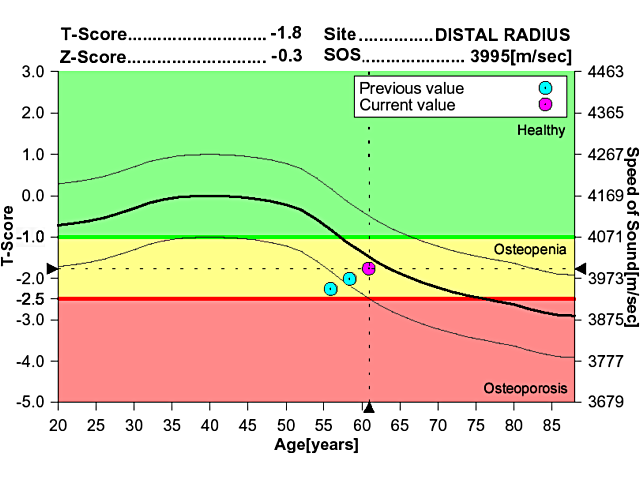 T-Score........................... -1.8 Site ..............DISTAL RADIUS
Z-Score........................... -0.3 SOS.................... 3995[m/sec]
3.0 4463
Previous value
Current value
2.0 4365
Healthy
1.0 4267
0.0 4169
-1.0 4071
Osteopenia
-2.0 3973
-2.5
-3.0 3875
-4.0 3777
Osteoporosis
-5.0 3679
T-Score
Speed of Sound[m/sec]
20 25 30 35 40 45 50 55 60 65 70 75 80 85
Age[years]